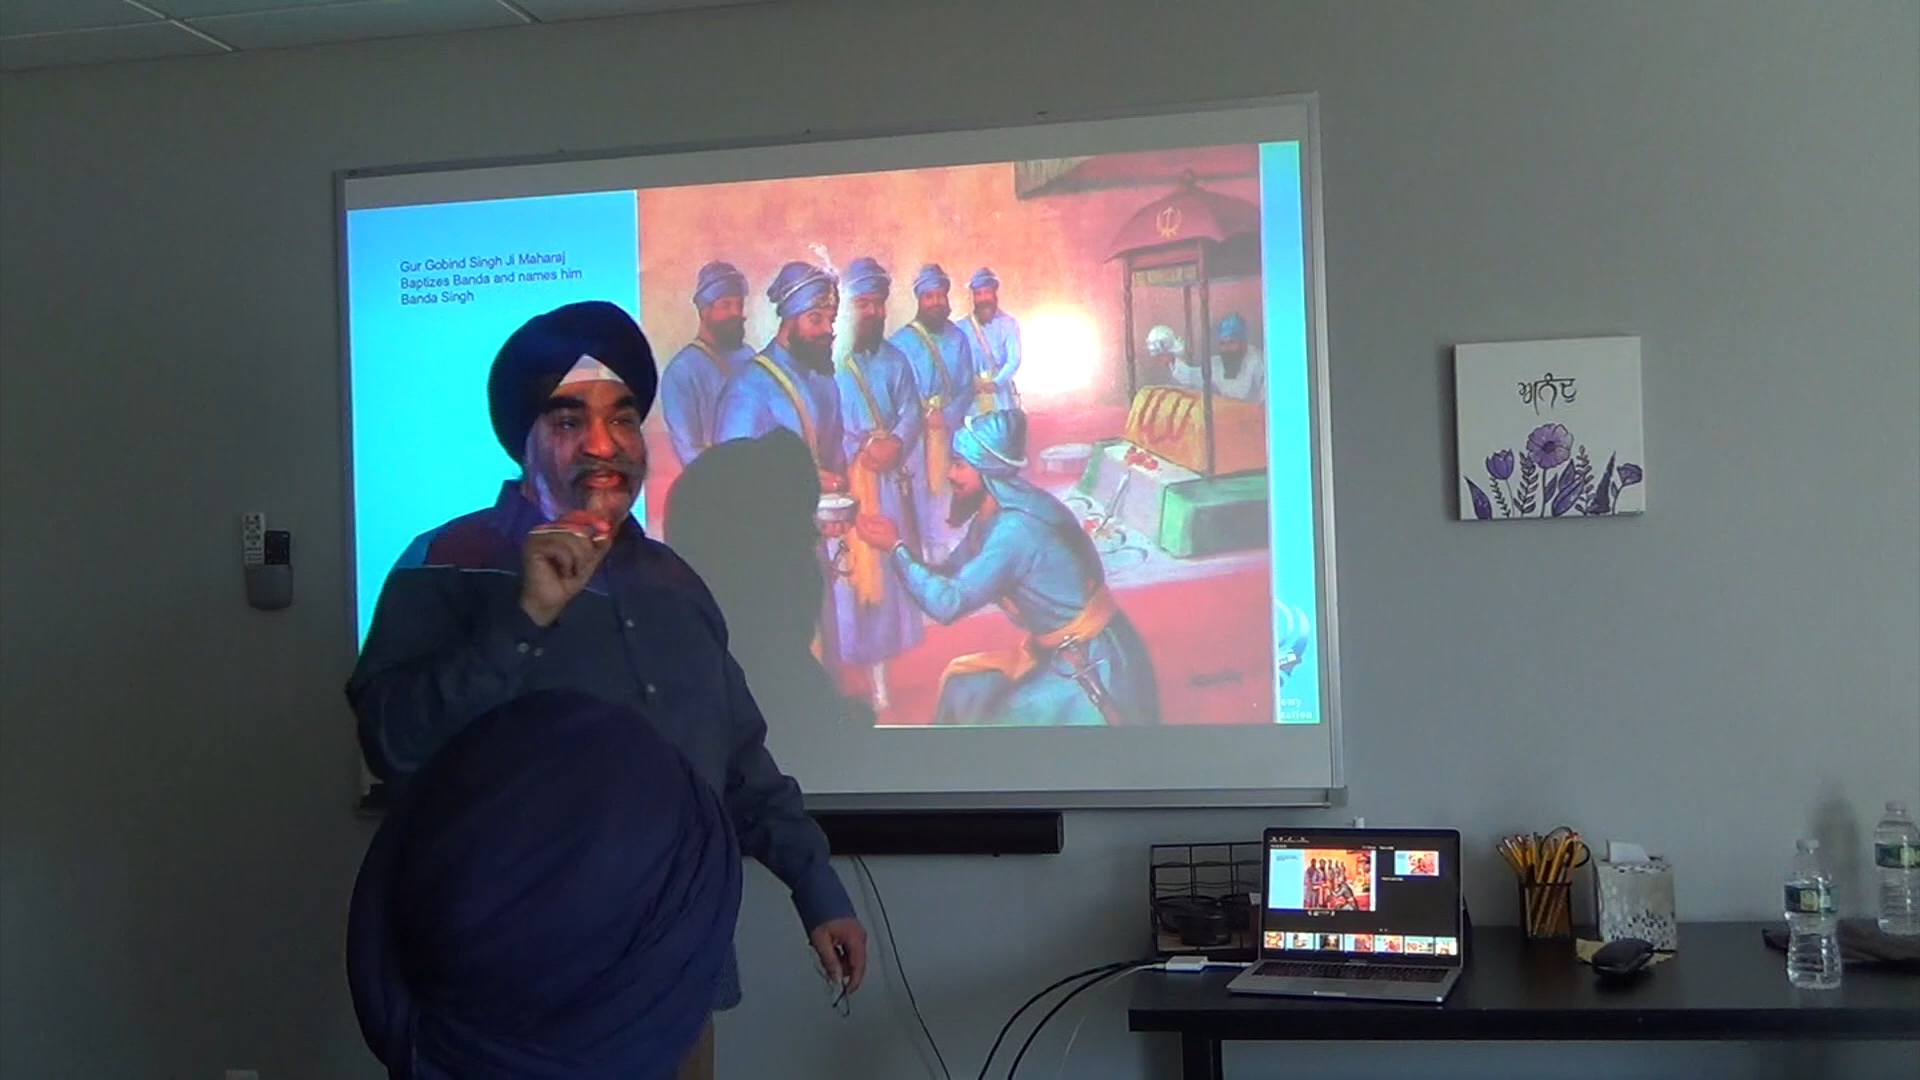 Gur Gobind Singh Ji Maharaj
Baptizes Banda and names him
Banda Singh
ਅਨੰਦੁ